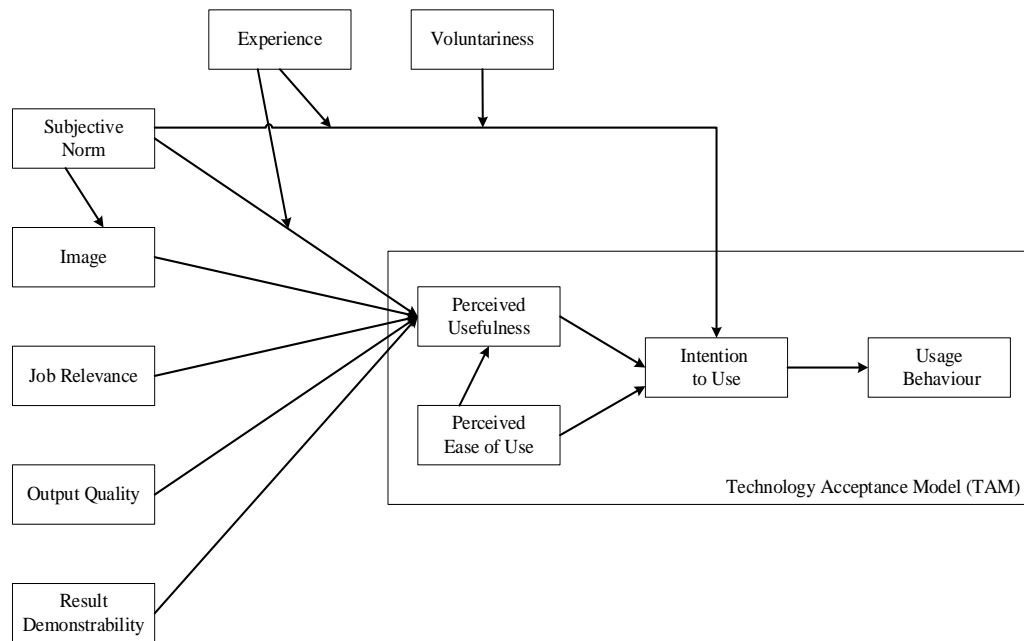 Experience
Voluntariness
Subjective
Norm
Image
Perceived
Usefulness
Intention
to Use
Usage
Behaviour
Job Relevance
Perceived
Ease of Use
Output Quality
Technology Acceptance Model (TAM)
Result
Demonstrability